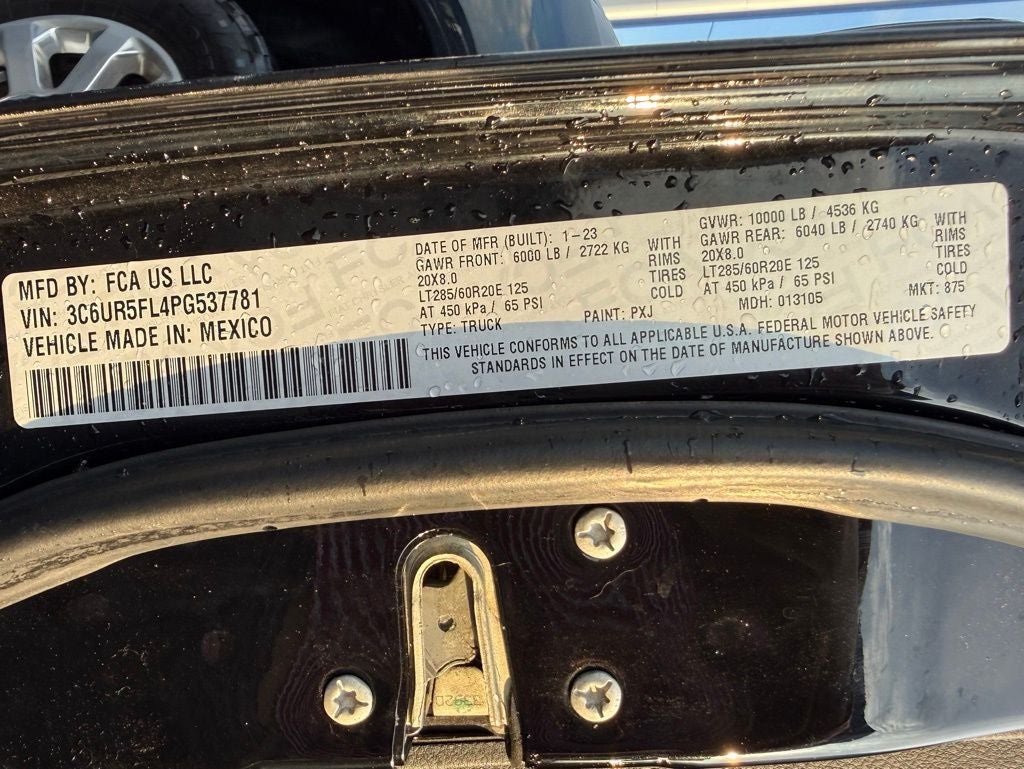 MFD BY: FCA US LLC
VIN: 3C6UR5FL4PG537781
VEHICLE MADE IN: MEXICO
DATE OF MFR (BUILT): 1-23
GAWR FRONT: 6000 LB / 2722 KG WITH
20X8.0 RIMS
LT285/60R20E 125 TIRES
AT 450 kPa / 65 PSI COLD
TYPE: TRUCK PAINT: PXJ
GVWR: 10000 LB / 4536 KG
GAWR REAR: 6040 LB / 2740 KG WITH
20X8.0 RIMS
LT285/60R20E 125 TIRES
AT 450 kPa / 65 PSI COLD
MDH: 013105 MKT: 875
THIS VEHICLE CONFORMS TO ALL APPLICABLE U.S.A. FEDERAL MOTOR VEHICLE SAFETY
STANDARDS IN EFFECT ON THE DATE OF MANUFACTURE SHOWN ABOVE.